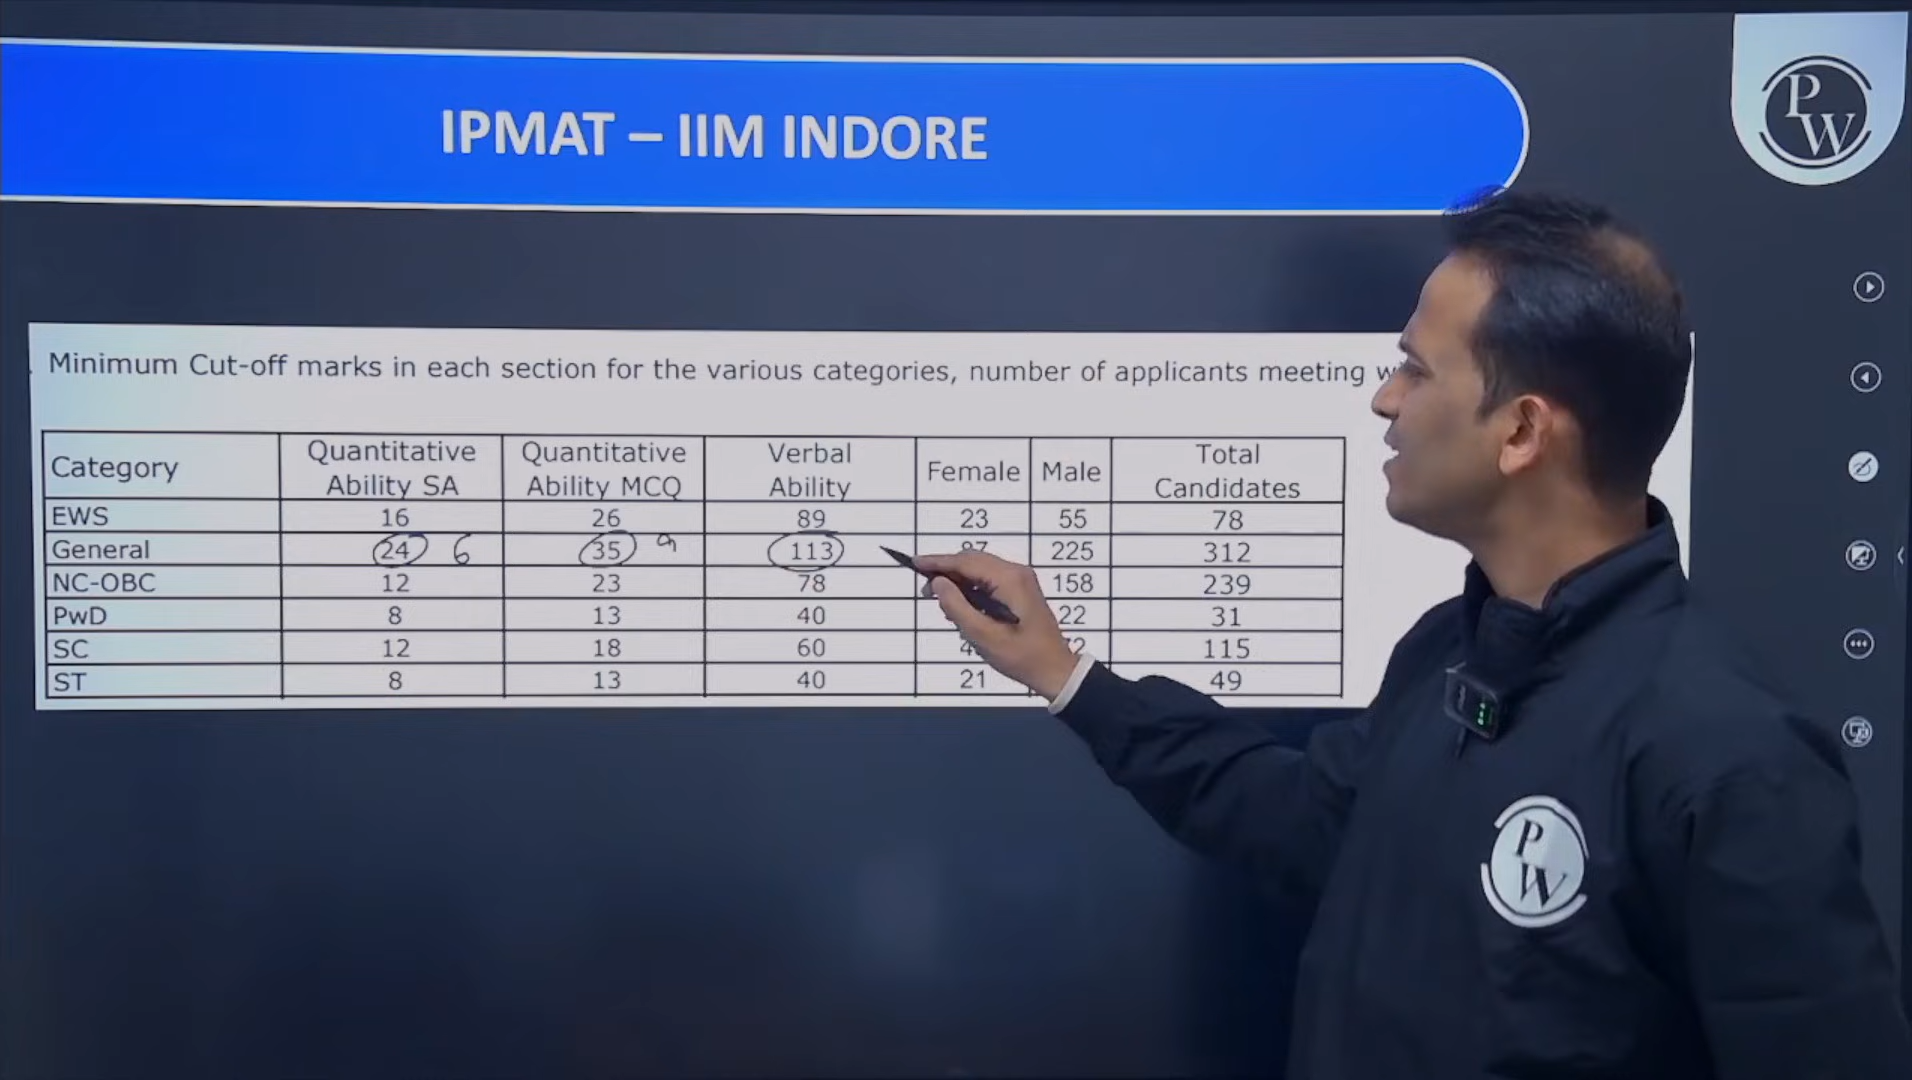 IPMAT – IIM INDORE
PW
Minimum Cut-off marks in each section for the various categories, number of applicants meeting
Category Quantitative Ability SA Quantitative Ability MCQ Verbal Ability Female Male Total Candidates
EWS 16 26 89 23 55 78
General 24 6 35 9 113 225 312
NC-OBC 12 23 78 158 239
PwD 8 13 40 22 31
SC 12 18 60 115
ST 8 13 40 21 49
PW